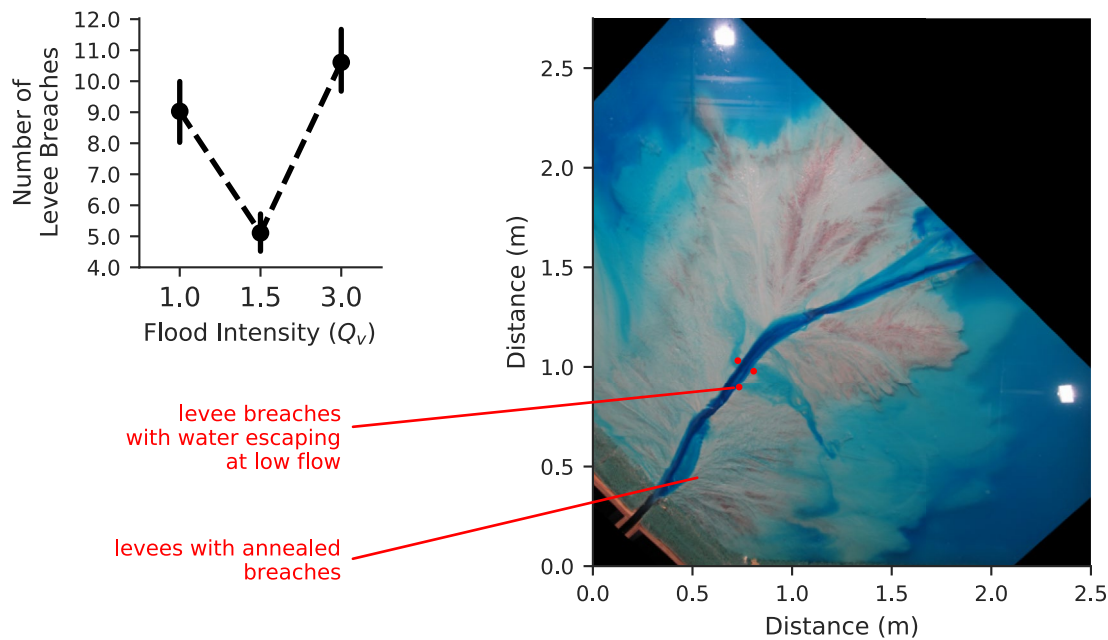 12.0
11.0
10.0
9.0
8.0
7.0
6.0
5.0
4.0
Number of
Levee Breaches
1.0 1.5 3.0
Flood Intensity (Qv)
levee breaches
with water escaping
at low flow
levees with annealed
breaches
2.5
2.0
1.5
1.0
0.5
0.0
Distance (m)
0.0 0.5 1.0 1.5 2.0 2.5
Distance (m)